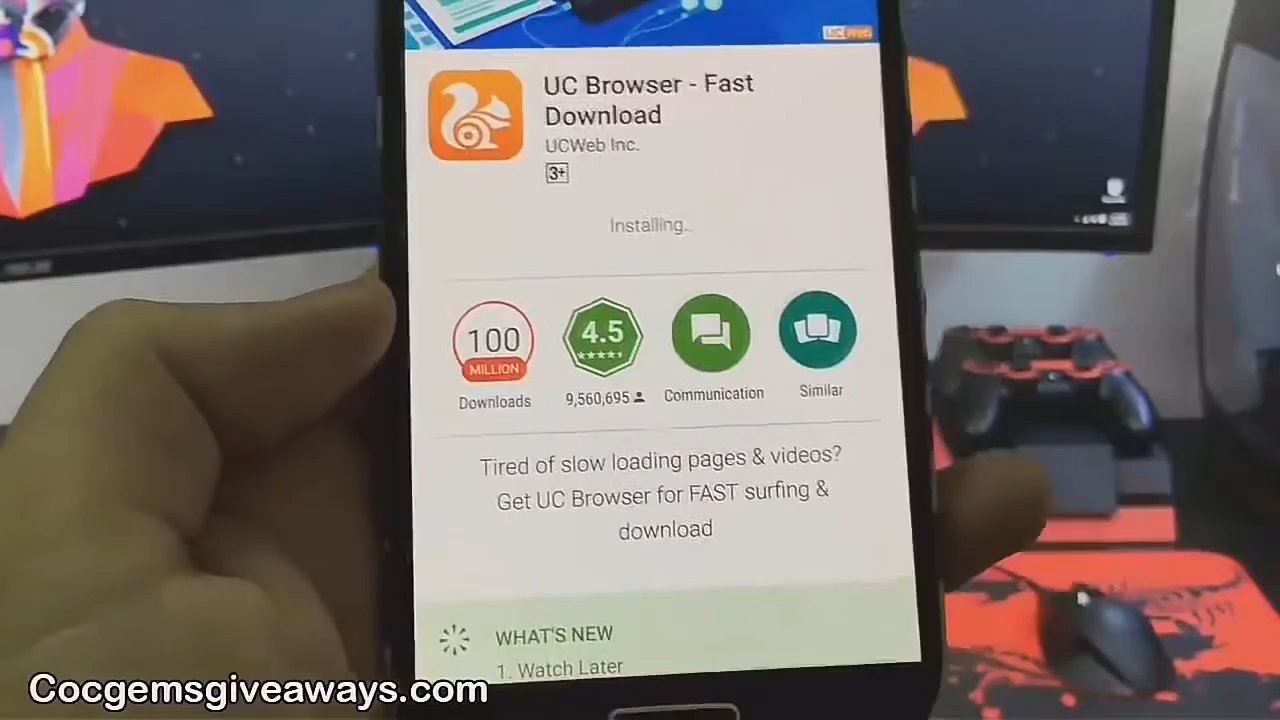 UCWeb
UC Browser - Fast
Download
UCWeb Inc.
3+
Installing..
100
MILLION
Downloads
4.5
9,560,695
Communication
Similar
Tired of slow loading pages & videos?
Get UC Browser for FAST surfing &
download
WHAT'S NEW
1. Watch Later
Cocgemsgiveaways.com